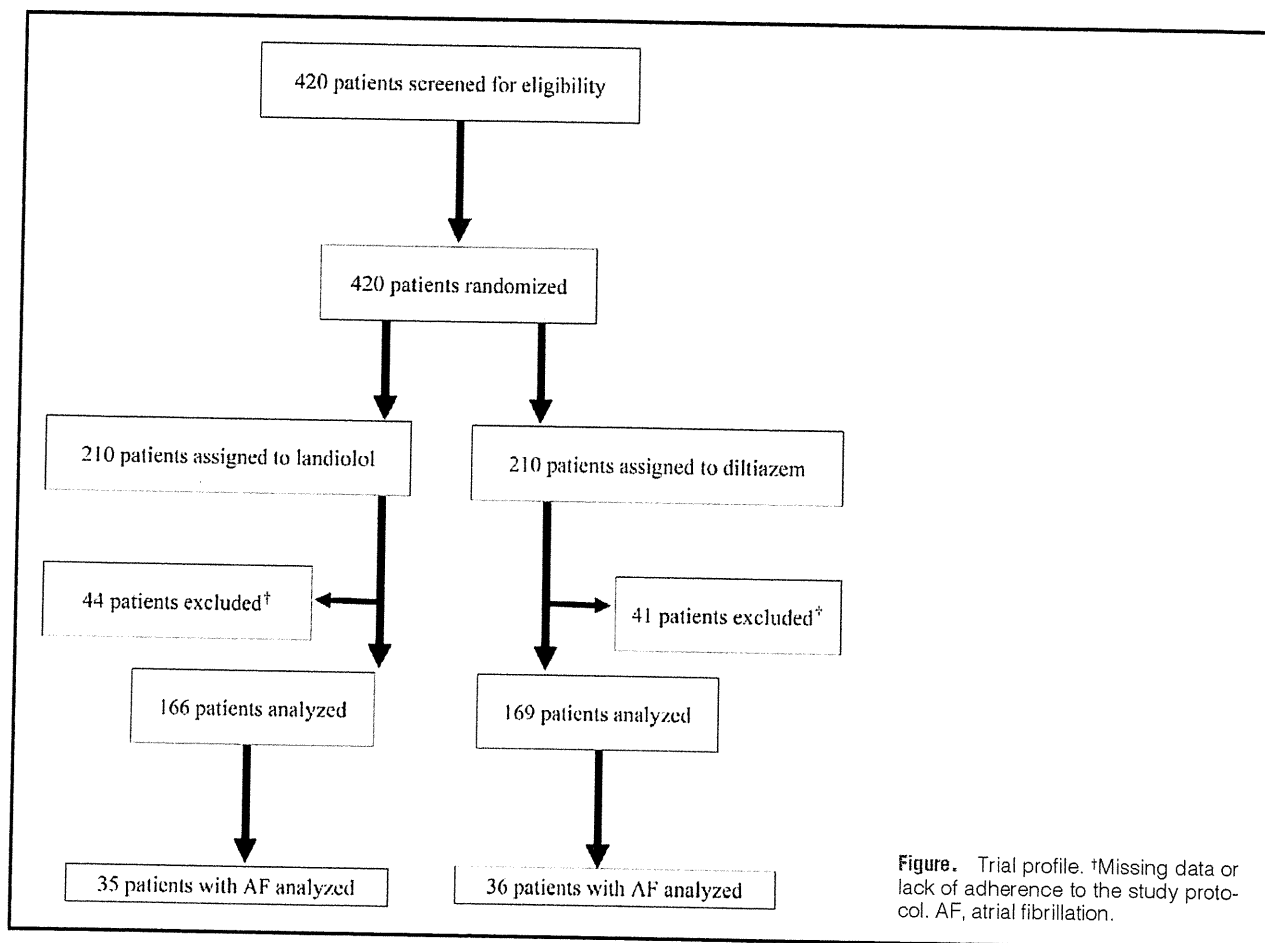 420 patients screened for eligibility
420 patients randomized
210 patients assigned to landiolol
210 patients assigned to diltiazem
44 patients excluded†
41 patients excluded†
166 patients analyzed
169 patients analyzed
35 patients with AF analyzed
36 patients with AF analyzed
Figure. Trial profile. †Missing data or
lack of adherence to the study proto-
col. AF, atrial fibrillation.